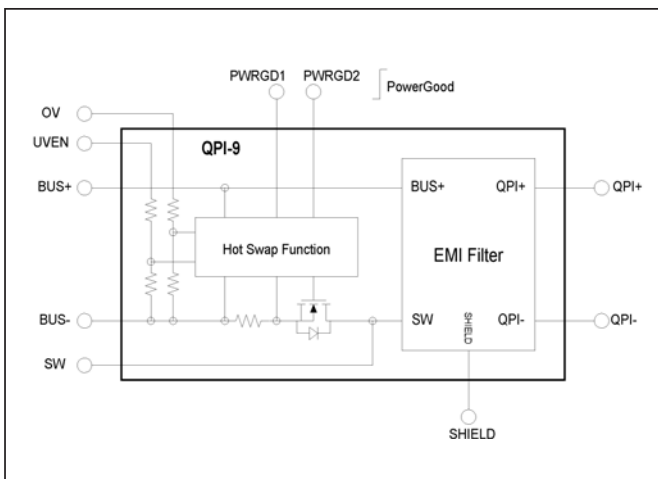 PWRGD1 PWRGD2
PowerGood
OV
UVEN
QPI-9
BUS+
BUS+ QPI+
QPI+
Hot Swap Function
EMI Filter
BUS-
SW
SHIELD
QPI-
QPI-
SW
SHIELD